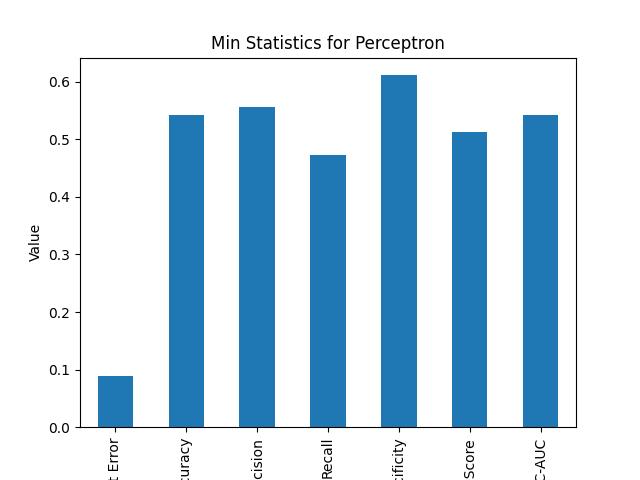 Min Statistics for Perceptron
Value
0.6
0.5
0.4
0.3
0.2
0.1
0.0
t Error
curacy
cision
Recall
cificity
Score
C-AUC